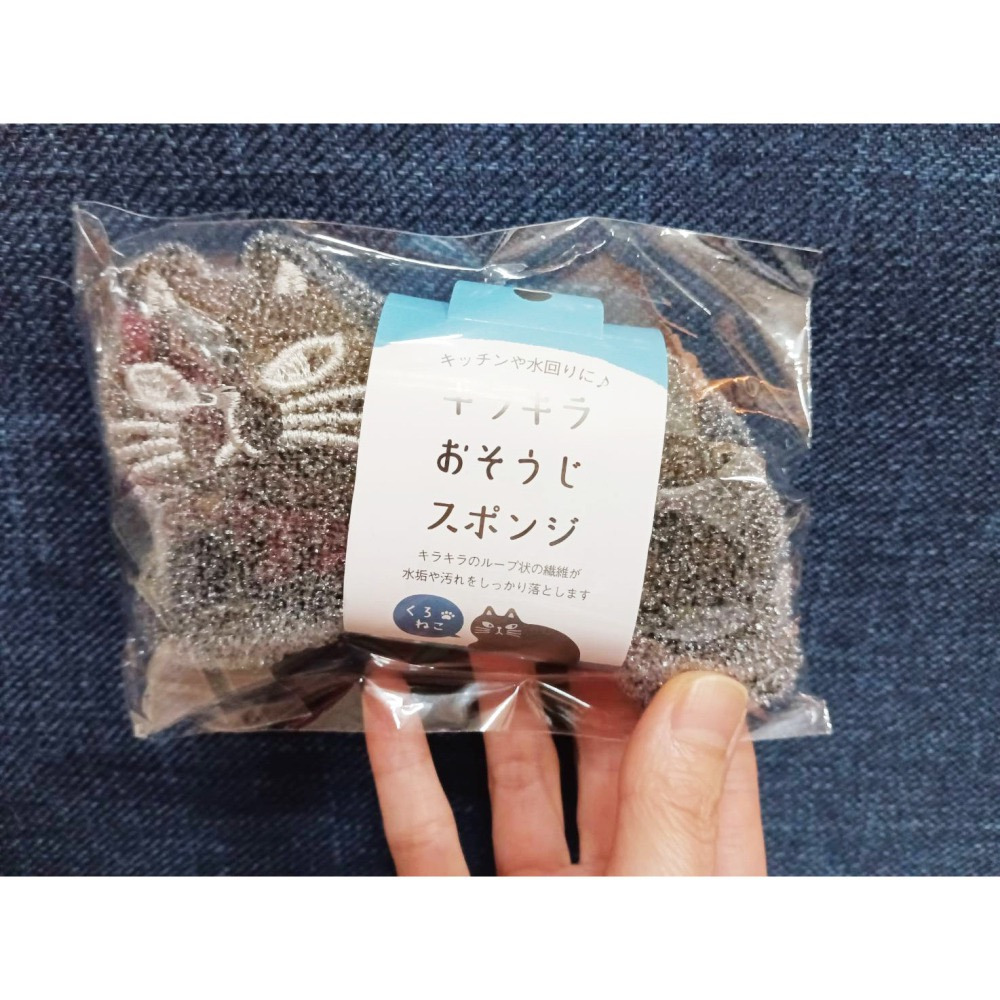 キッチンや水回りに♪
キラキラ
おそうじ
スポンジ
キラキラのループ状の繊維が
水垢や汚れをしっかり落とします
くろ
ねこ